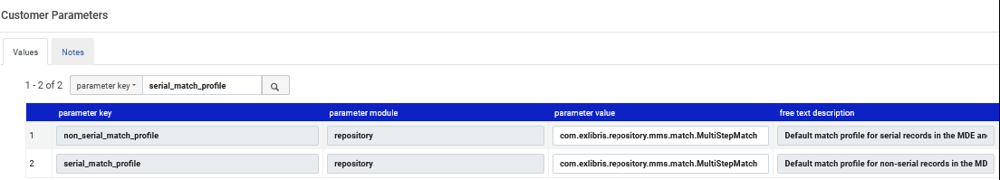 Customer Parameters
Values Notes
1 - 2 of 2 parameter key serial_match_profile
parameter key parameter module parameter value free text description
1 non_serial_match_profile repository com.exlibris.repository.mms.match.MultiStepMatch Default match profile for serial records in the MDE an
2 serial_match_profile repository com.exlibris.repository.mms.match.MultiStepMatch Default match profile for non-serial records in the MD